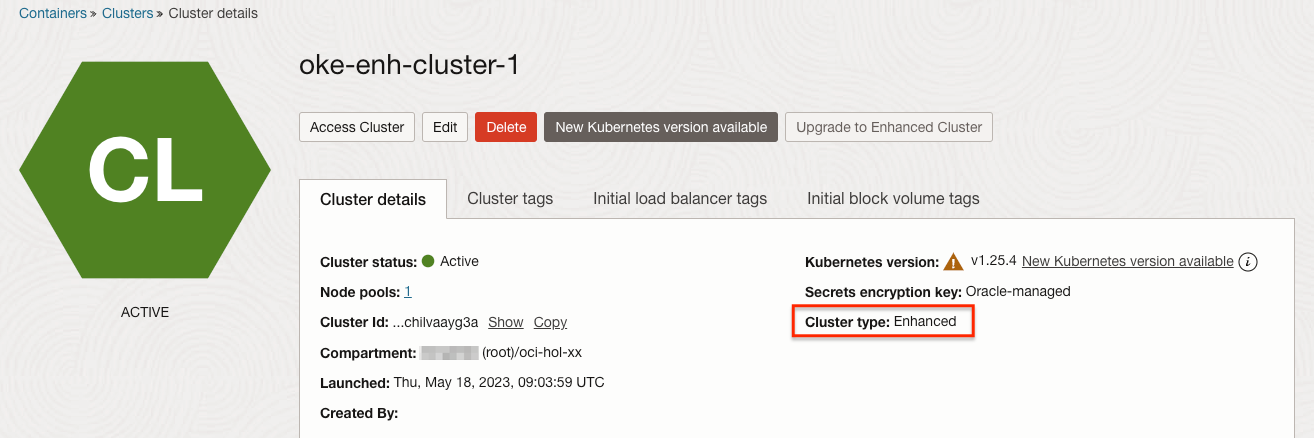 Containers » Clusters » Cluster details
oke-enh-cluster-1
Access Cluster Edit Delete New Kubernetes version available Upgrade to Enhanced Cluster
CL
ACTIVE
Cluster details Cluster tags Initial load balancer tags Initial block volume tags
Cluster status: Active
Node pools: 1
Cluster Id: ...chilvaayg3a Show Copy
Compartment: (root)/oci-hol-xx
Launched: Thu, May 18, 2023, 09:03:59 UTC
Created By:
Kubernetes version: v1.25.4 New Kubernetes version available i
Secrets encryption key: Oracle-managed
Cluster type: Enhanced